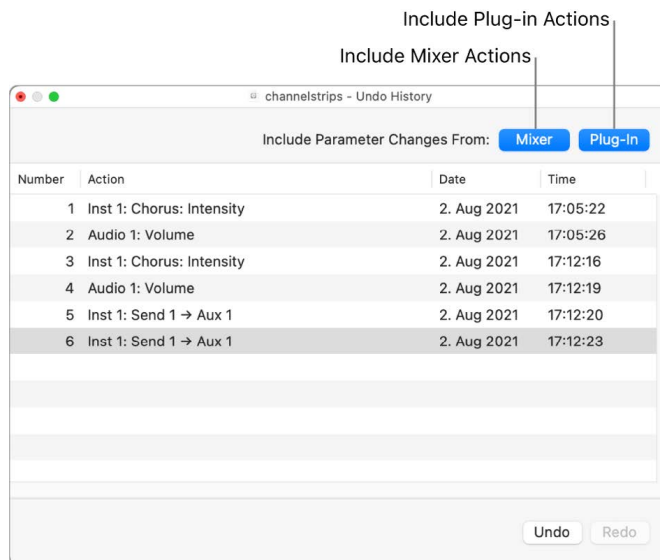 Include Plug-in Actions
Include Mixer Actions
channelstrips - Undo History
Include Parameter Changes From: Mixer Plug-In
Number Action Date Time
1 Inst 1: Chorus: Intensity 2. Aug 2021 17:05:22
2 Audio 1: Volume 2. Aug 2021 17:05:26
3 Inst 1: Chorus: Intensity 2. Aug 2021 17:12:16
4 Audio 1: Volume 2. Aug 2021 17:12:19
5 Inst 1: Send 1 → Aux 1 2. Aug 2021 17:12:20
6 Inst 1: Send 1 → Aux 1 2. Aug 2021 17:12:23
Undo Redo